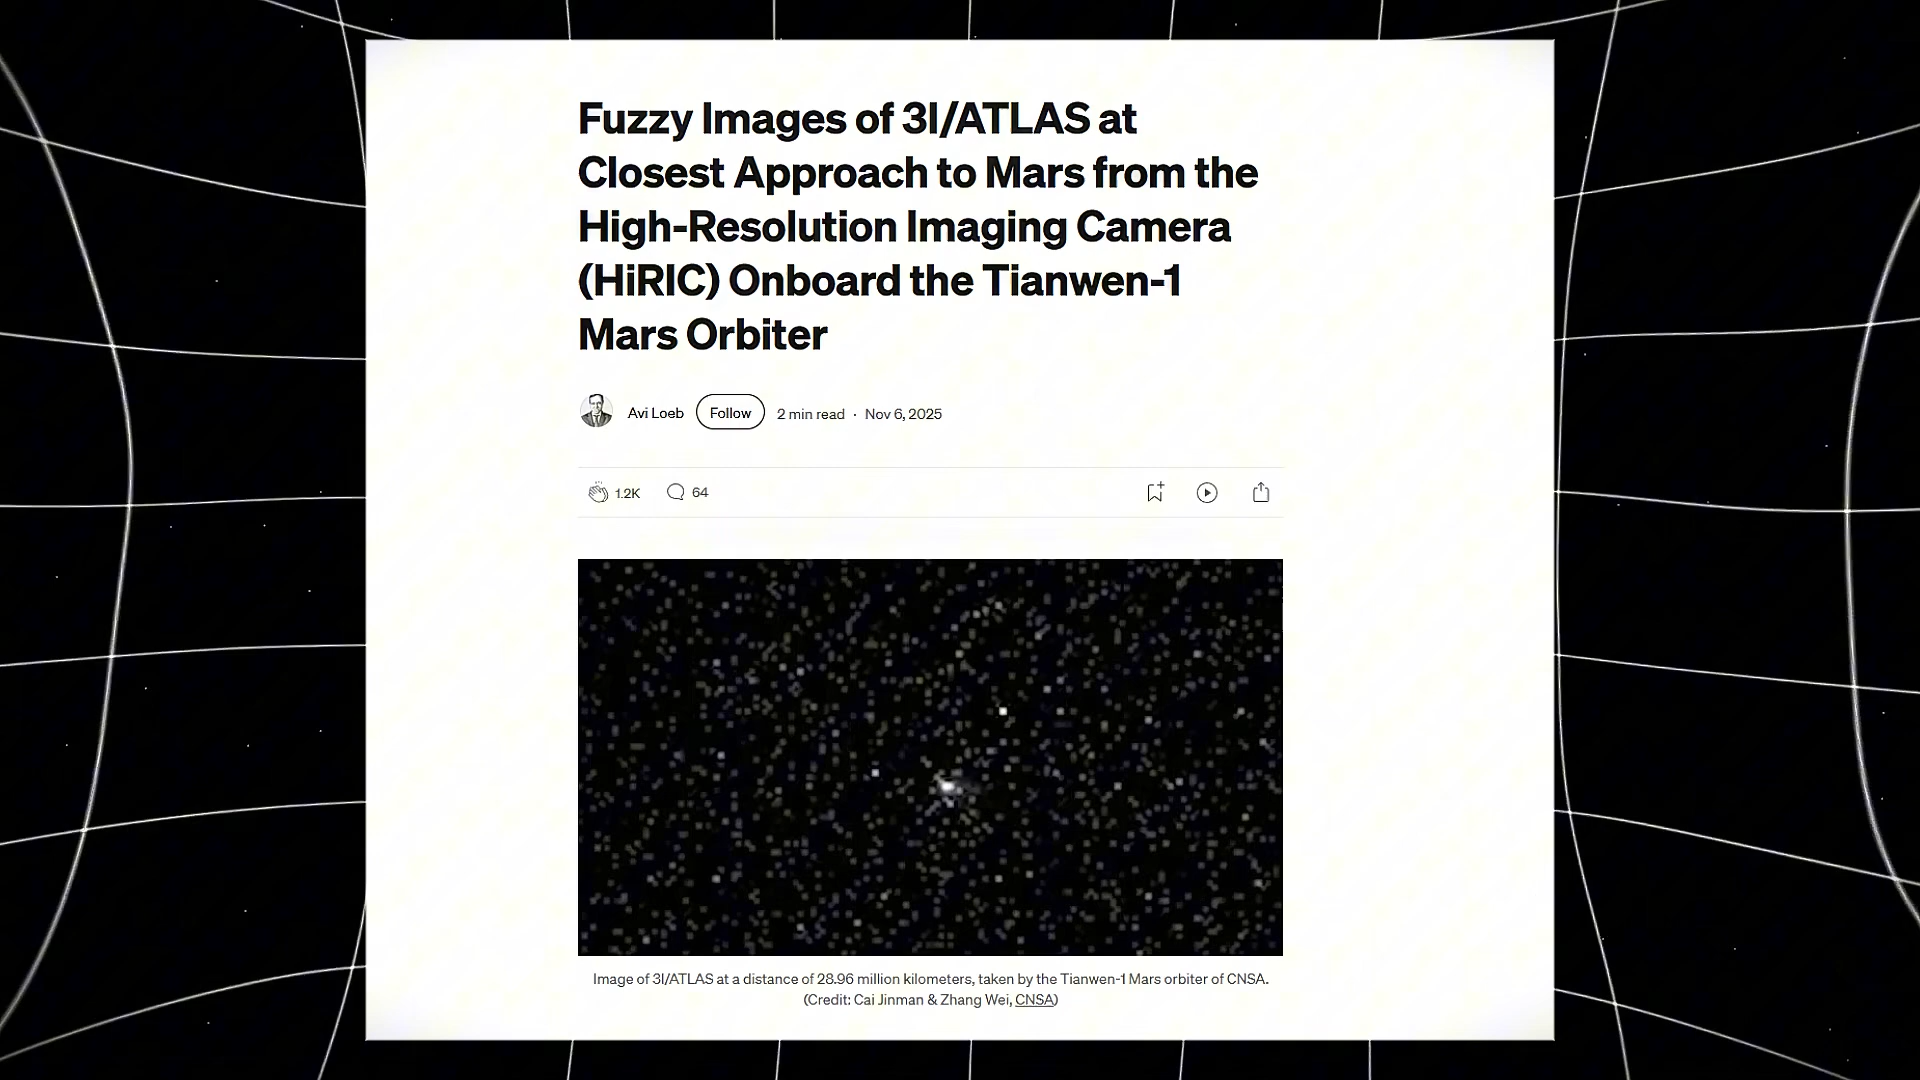 Fuzzy Images of 3I/ATLAS at
Closest Approach to Mars from the
High-Resolution Imaging Camera
(HiRIC) Onboard the Tianwen-1
Mars Orbiter
Avi Loeb Follow 2 min read · Nov 6, 2025
1.2K 64
Image of 3I/ATLAS at a distance of 28.96 million kilometers, taken by the Tianwen-1 Mars orbiter of CNSA.
(Credit: Cai Jinman & Zhang Wei, CNSA)